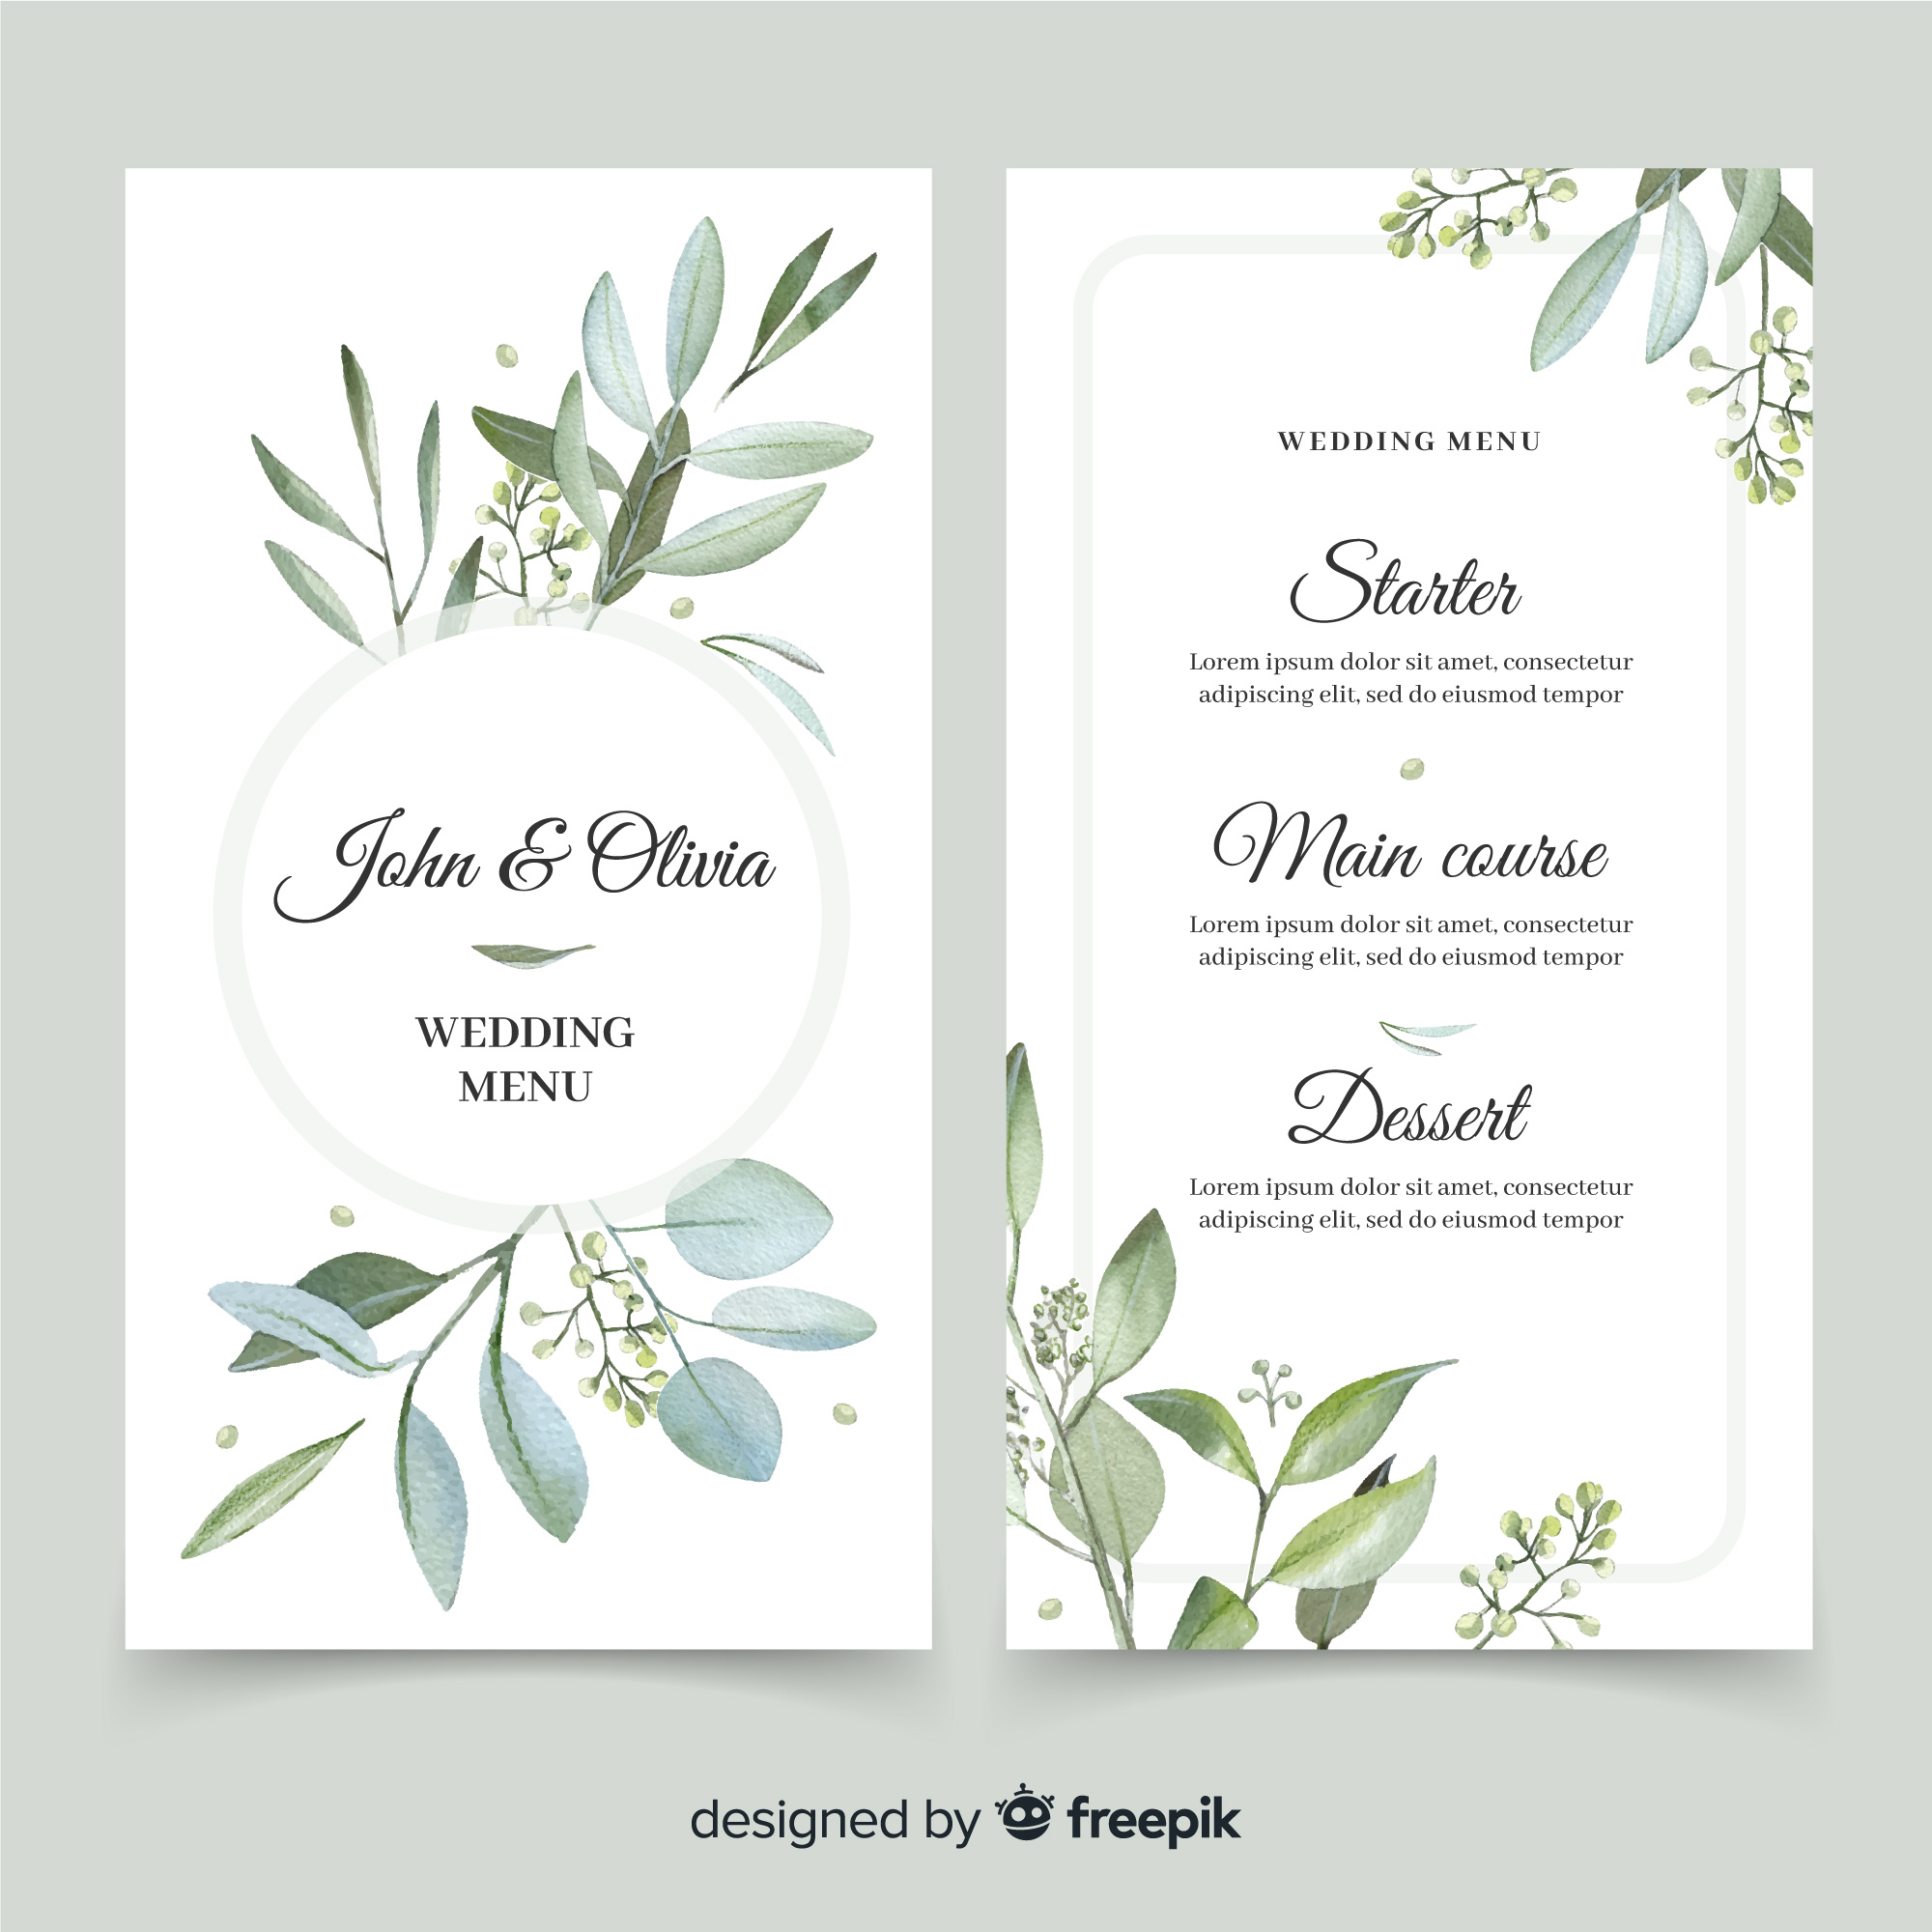 John & Olivia
WEDDING
MENU
WEDDING MENU
Starter
Lorem ipsum dolor sit amet, consectetur
adipiscing elit, sed do eiusmod tempor
Main course
Lorem ipsum dolor sit amet, consectetur
adipiscing elit, sed do eiusmod tempor
Dessert
Lorem ipsum dolor sit amet, consectetur
adipiscing elit, sed do eiusmod tempor
designed by freepik